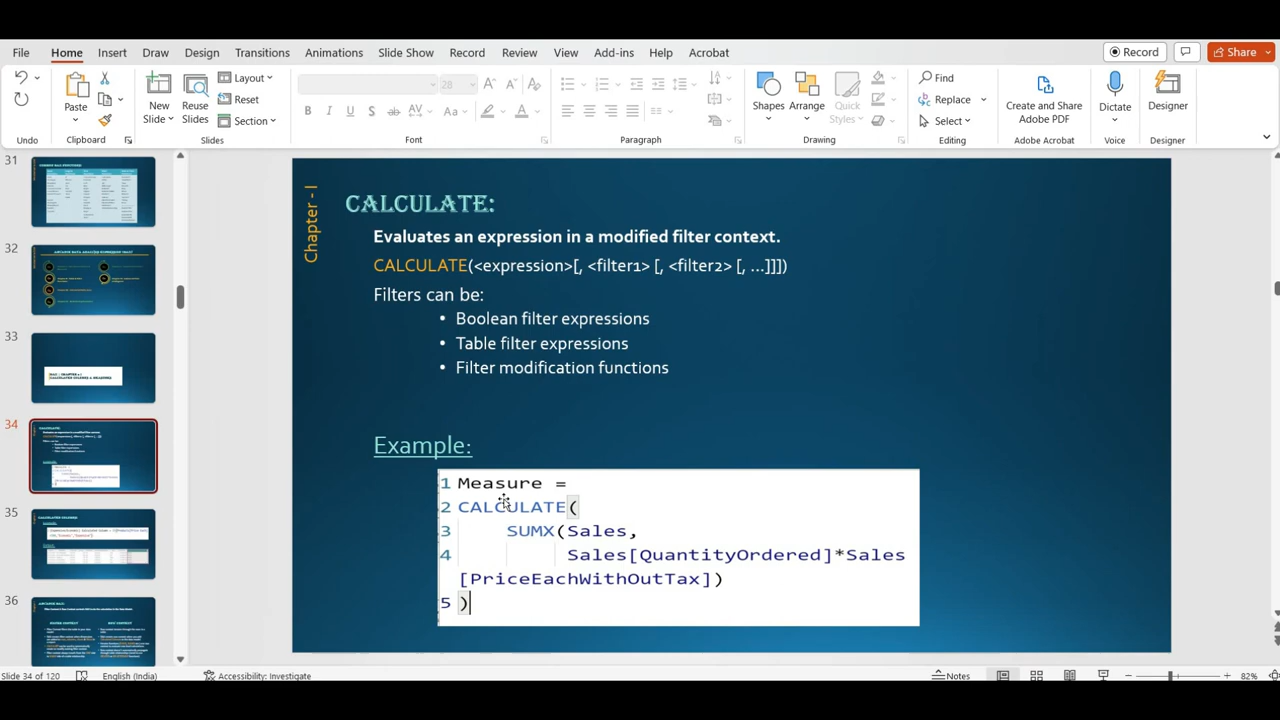 File Home Insert Draw Design Transitions Animations Slide Show Record Review View Add-ins Help Acrobat Record Share
Paste New Slide Reuse Slides Layout Reset Section 28 Shapes Arrange Quick Styles Find Replace Select Create and Share Adobe PDF Dictate Designer
Undo Clipboard Slides Font Paragraph Drawing Editing Adobe Acrobat Voice Designer
31
32
33
34
35
36
Chapter - I
CALCULATE:
Evaluates an expression in a modified filter context.
CALCULATE(<expression>[, <filter1> [, <filter2> [, …]]])
Filters can be:
• Boolean filter expressions
• Table filter expressions
• Filter modification functions
Example:
1 Measure =
2 CALCULATE(
3 SUMX(Sales,
4 Sales[QuantityOrdered]*Sales
[PriceEachWithOutTax])
5 )
Slide 34 of 120 English (India) Accessibility: Investigate Notes 82%